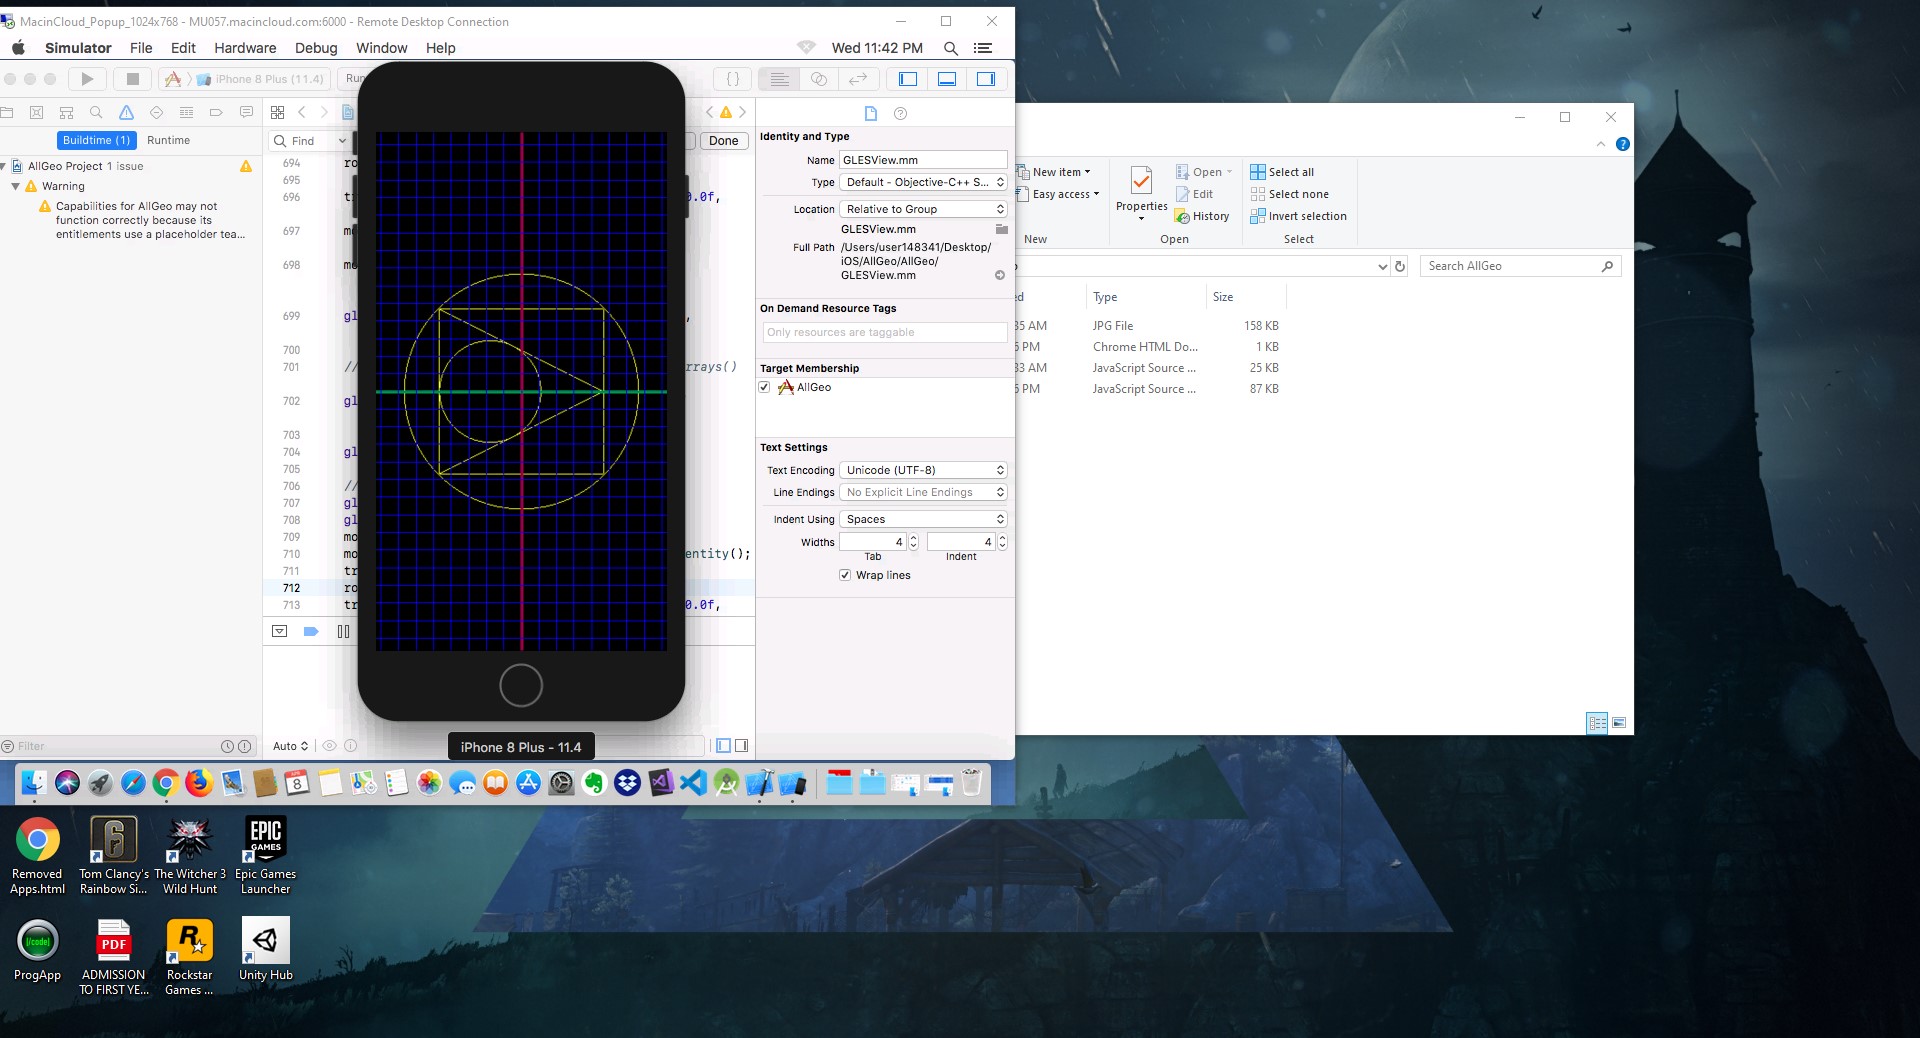 MacinCloud_Popup_1024x768 - MU057.macincloud.com:6000 - Remote Desktop Connection
Simulator File Edit Hardware Debug Window Help
Wed 11:42 PM
iPhone 8 Plus (11.4)
Buildtime (1) Runtime
Find
Done
AllGeo Project 1 issue
Warning
Capabilities for AllGeo may not
function correctly because its
entitlements use a placeholder tea...
694
695
696 0.0f,
697
698
699 gl ,
700
701 // rrays()
702 gl
703
704 gl
705
706 //
707 gl
708 gl
709 mo
710 mo entity();
711 tr
712 ro
713 tr 0.0f,
Filter
Auto
iPhone 8 Plus - 11.4
Identity and Type
Name GLESView.mm
Type Default - Objective-C++ S...
Location Relative to Group
GLESView.mm
Full Path /Users/user148341/Desktop/
iOS/AllGeo/AllGeo/
GLESView.mm
On Demand Resource Tags
Only resources are taggable
Target Membership
AllGeo
Text Settings
Text Encoding Unicode (UTF-8)
Line Endings No Explicit Line Endings
Indent Using Spaces
Widths 4 4
Tab Indent
Wrap lines
New item
Easy access
New
Properties
Open
Edit
History
Open
Select all
Select none
Invert selection
Select
Search AllGeo
Type Size
35 AM JPG File 158 KB
PM Chrome HTML Do... 1 KB
33 AM JavaScript Source ... 25 KB
PM JavaScript Source ... 87 KB
8
Removed
Apps.html
Tom Clancy's
Rainbow Si...
The Witcher 3
Wild Hunt
EPIC
GAMES
Epic Games
Launcher
ProgApp
PDF
ADMISSION
TO FIRST YE...
Rockstar
Games ...
Unity Hub